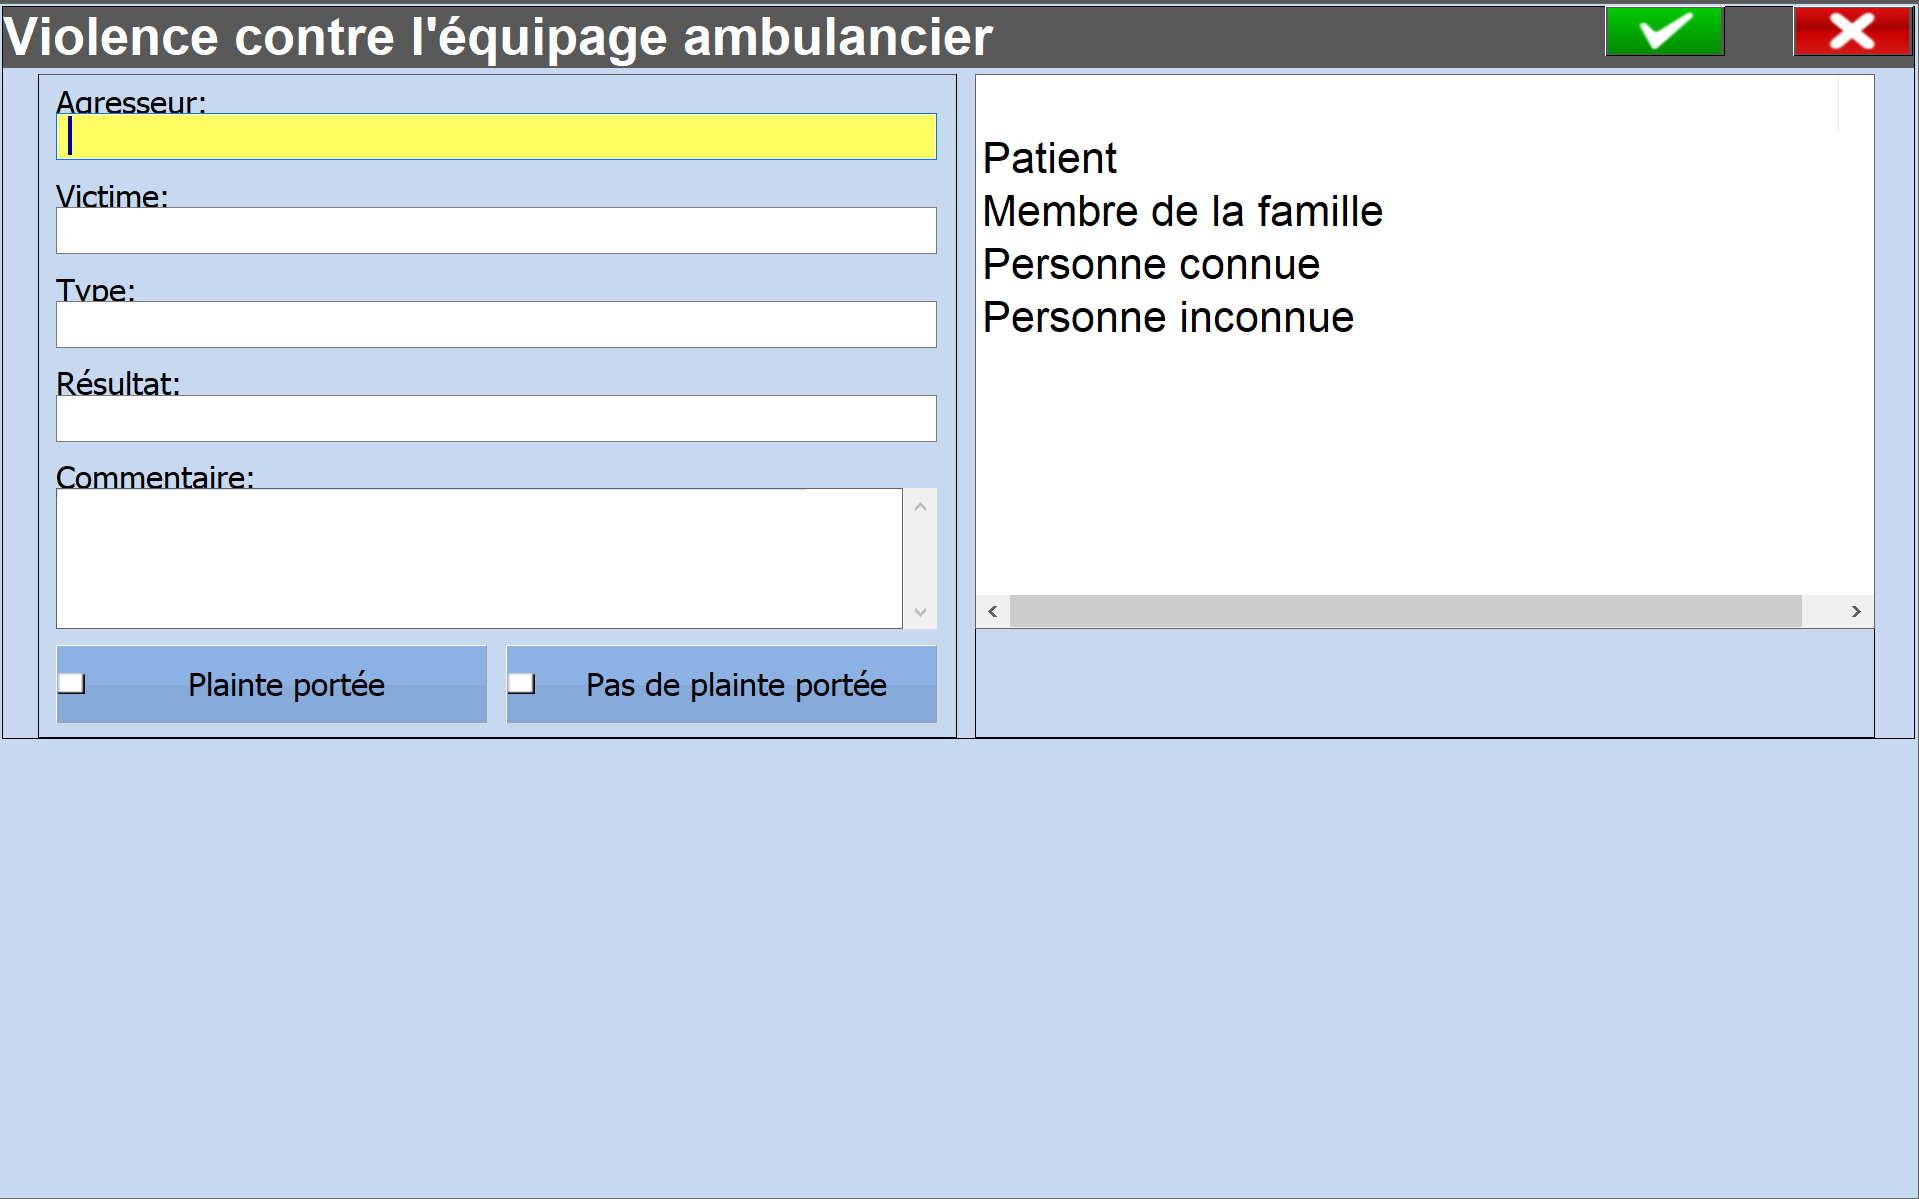 Violence contre l'équipage ambulancier
Agresseur:
Victime:
Type:
Résultat:
Commentaire:
Plainte portée
Pas de plainte portée
Patient
Membre de la famille
Personne connue
Personne inconnue